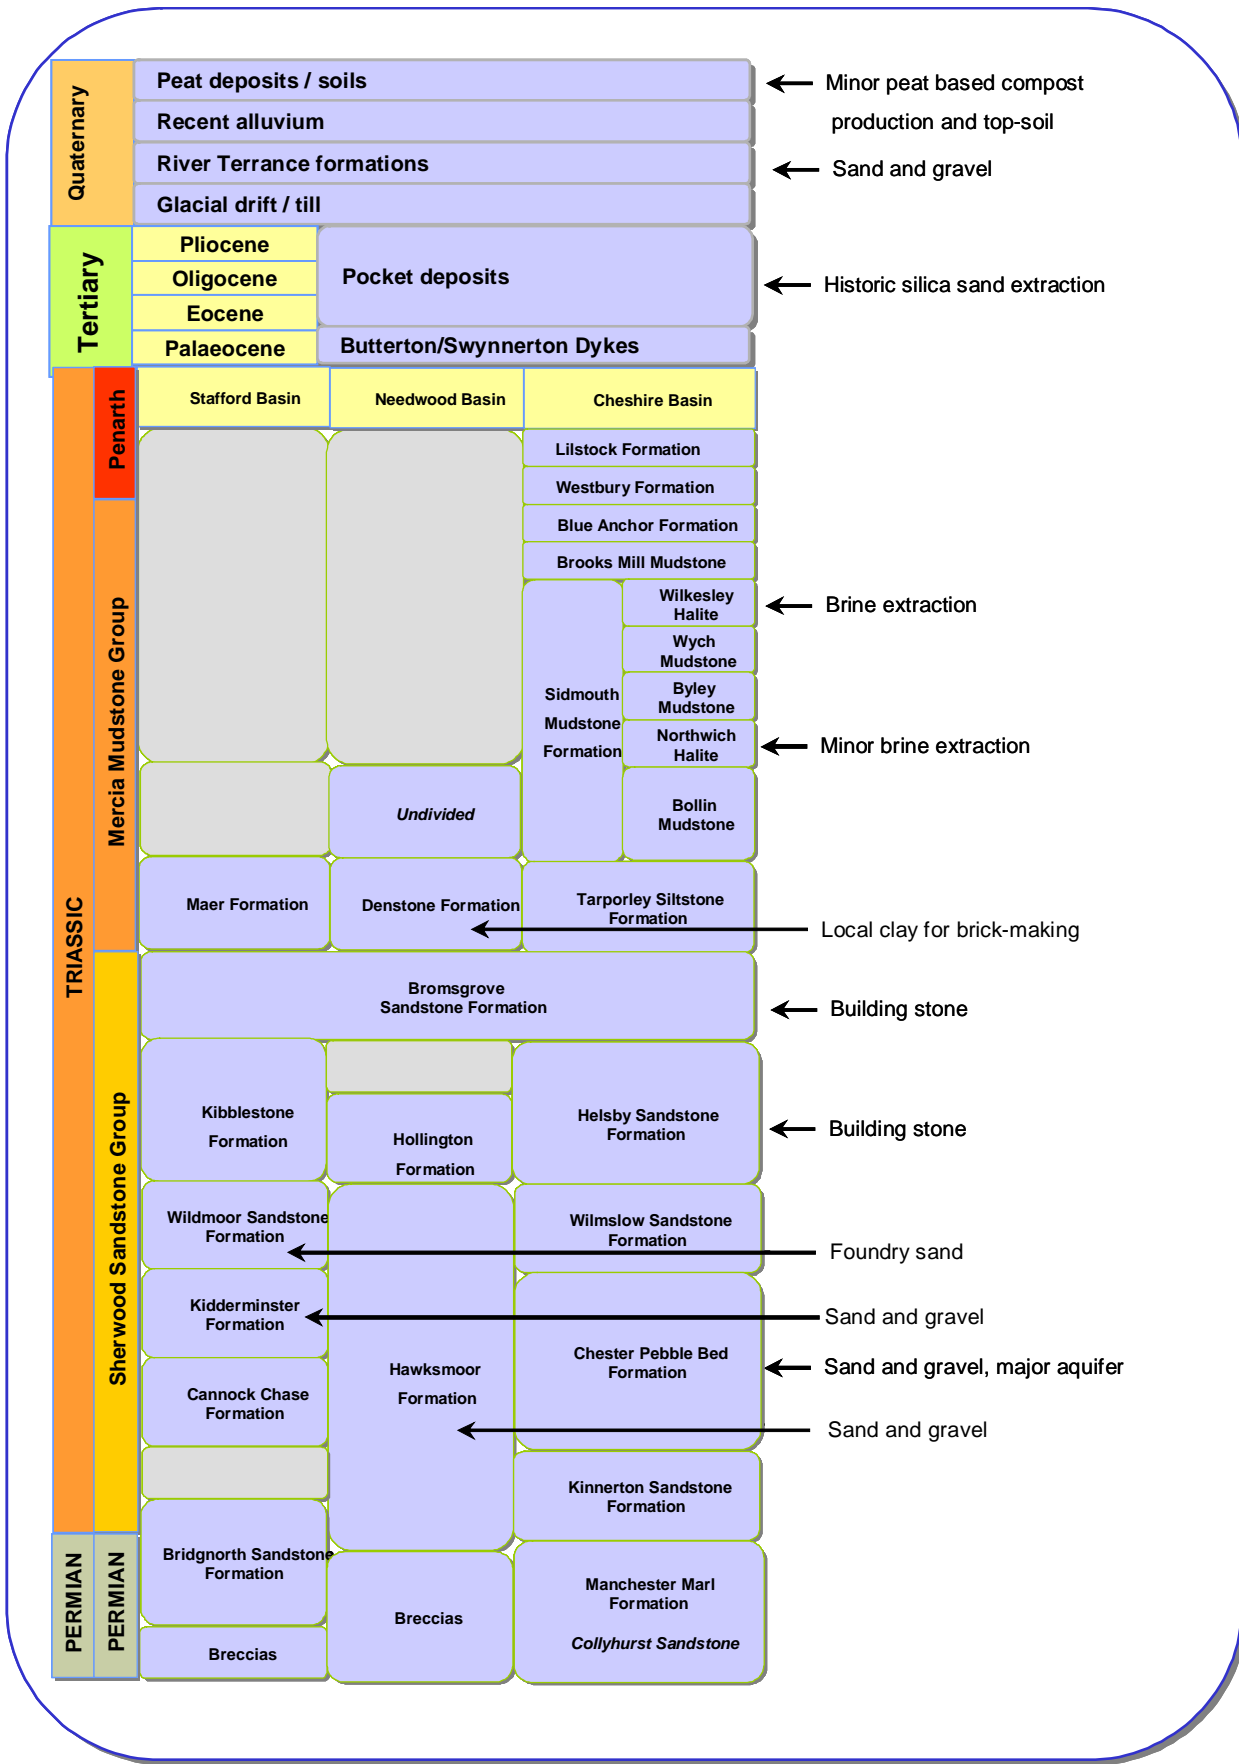 Quaternary
Peat deposits / soils
Minor peat based compost
production and top-soil
Recent alluvium
River Terrance formations
Sand and gravel
Glacial drift / till
Tertiary
Pliocene
Oligocene
Eocene
Palaeocene
Pocket deposits
Historic silica sand extraction
Butterton/Swynnerton Dykes
TRIASSIC
Penarth
Stafford Basin
Needwood Basin
Cheshire Basin
Lilstock Formation
Westbury Formation
Mercia Mudstone Group
Blue Anchor Formation
Brooks Mill Mudstone
Sidmouth
Mudstone
Formation
Wilkesley
Halite
Brine extraction
Wych
Mudstone
Byley
Mudstone
Northwich
Halite
Minor brine extraction
Bollin
Mudstone
Undivided
Maer Formation
Denstone Formation
Tarporley Siltstone
Formation
Local clay for brick-making
Sherwood Sandstone Group
Bromsgrove
Sandstone Formation
Building stone
Kibblestone
Formation
Hollington
Formation
Helsby Sandstone
Formation
Building stone
Wildmoor Sandstone
Formation
Wilmslow Sandstone
Formation
Foundry sand
Kidderminster
Formation
Sand and gravel
Hawksmoor
Formation
Chester Pebble Bed
Formation
Sand and gravel, major aquifer
Cannock Chase
Formation
Sand and gravel
Kinnerton Sandstone
Formation
PERMIAN
PERMIAN
Bridgnorth Sandstone
Formation
Breccias
Breccias
Manchester Marl
Formation
Collyhurst Sandstone